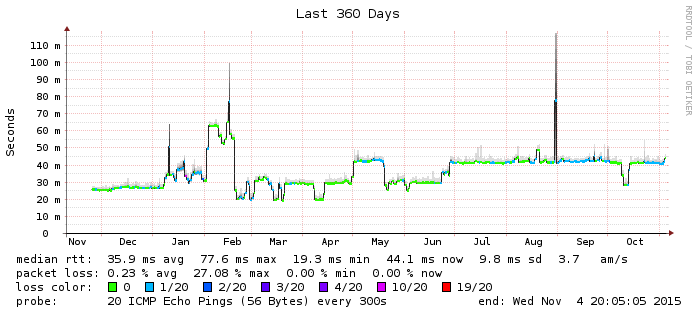 Last 360 Days
RRDTOOL / TOBI OETIKER
Seconds
110 m
100 m
90 m
80 m
70 m
60 m
50 m
40 m
30 m
20 m
10 m
0
Nov Dec Jan Feb Mar Apr May Jun Jul Aug Sep Oct
median rtt: 35.9 ms avg 77.6 ms max 19.3 ms min 44.1 ms now 9.8 ms sd 3.7 am/s
packet loss: 0.23 % avg 27.08 % max 0.00 % min 0.00 % now
loss color: 0 1/20 2/20 3/20 4/20 10/20 19/20
probe: 20 ICMP Echo Pings (56 Bytes) every 300s end: Wed Nov 4 20:05:05 2015